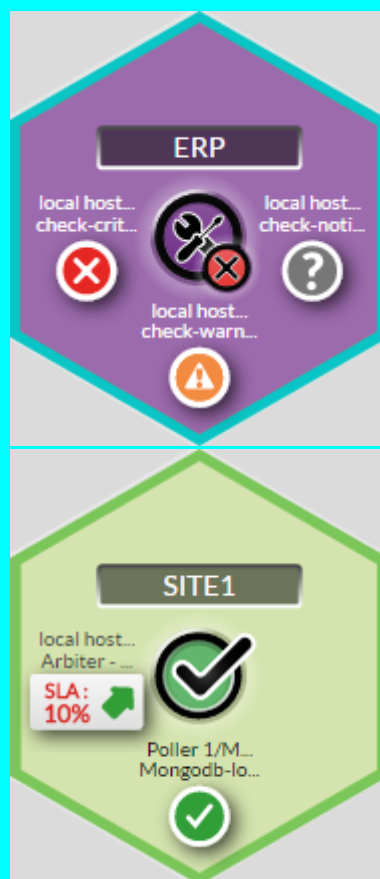 ERP
local host...
check-crit...
local host...
check-noti...
local host...
check-warn...
SITE1
local host...
Arbiter - ...
SLA :
10%
Poller 1/M...
Mongodb-lo...